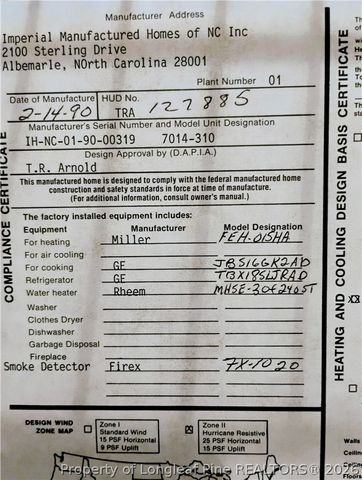 Manufacturer Address
Imperial Manufactured Homes of NC Inc
2100 Sterling Drive
Albemarle, NOrth Carolina 28001
Plant Number 01
Date of Manufacture HUD No.
2-14-90 TRA 127885
Manufacturer's Serial Number and Model Unit Designation
IH-NC-01-90-00319 7014-310
Design Approval by (D.A.P.I.A.)
T.R. Arnold
This manufactured home is designed to comply with the federal manufactured home
construction and safety standards in force at time of manufacture.
(For additional information, consult owner's manual.)
COMPLIANCE CERTIFICATE
The factory installed equipment includes:
Equipment Manufacturer Model Designation
For heating Miller FEH-015HA
For air cooling
For cooking GE JBS16GK2AD
Refrigerator GE TBX18SLJRAD
Water heater Rheem
Washer
Clothes Dryer
Dishwasher
Garbage Disposal
Fireplace
Smoke Detector Firex FX-1020
DESIGN WIND
ZONE MAP
Zone I
Standard Wind
15 PSF Horizontal
9 PSF Uplift
X Zone II
Hurricane Resistive
25 PSF Horizontal
15 PSF Uplift
HEATING AND COOLING DESIGN BASIS CERTIFICATE
Walls
Property of Longleaf Pine REALTORS®